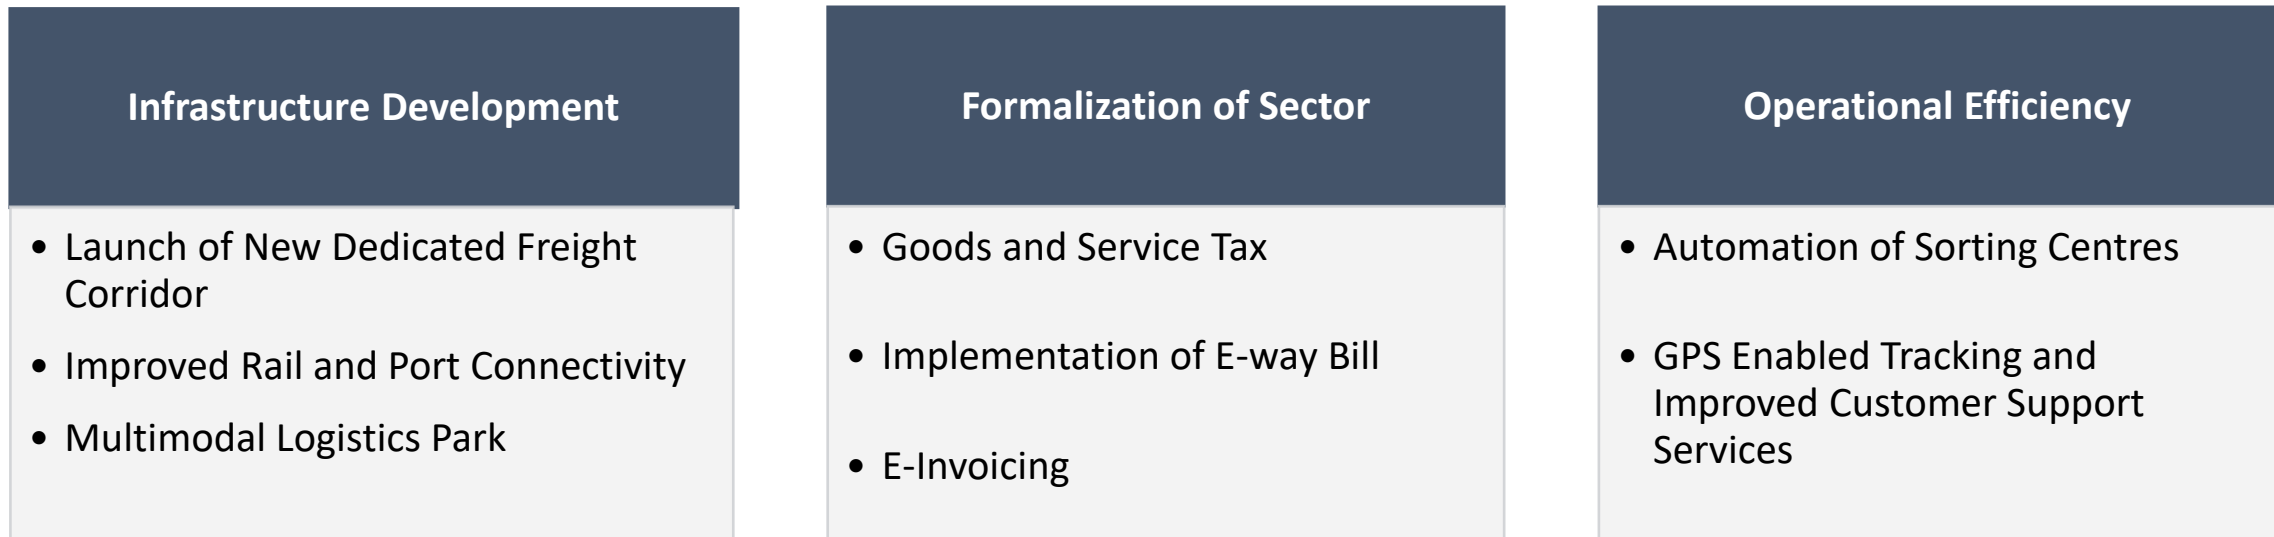 Infrastructure Development
• Launch of New Dedicated Freight
Corridor
• Improved Rail and Port Connectivity
• Multimodal Logistics Park
Formalization of Sector
• Goods and Service Tax
• Implementation of E-way Bill
• E-Invoicing
Operational Efficiency
• Automation of Sorting Centres
• GPS Enabled Tracking and
Improved Customer Support
Services